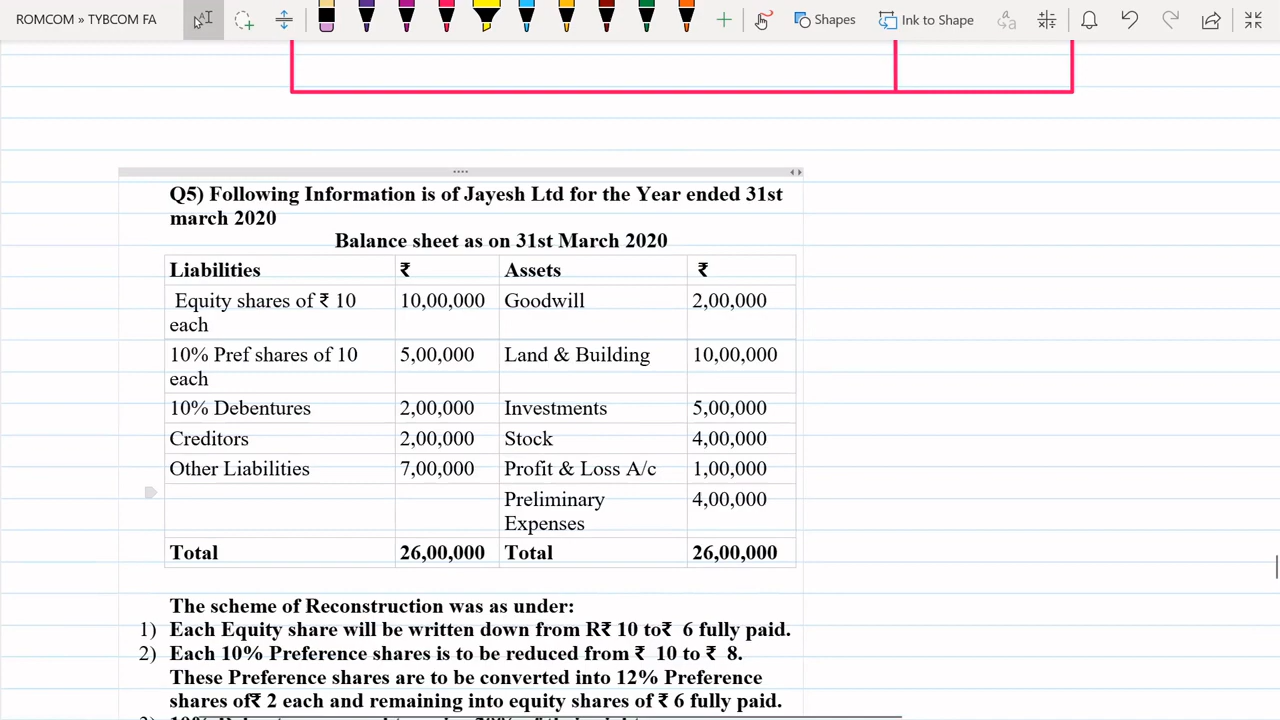 ROMCOM » TYBCOM FA
Shapes
Ink to Shape
Q5) Following Information is of Jayesh Ltd for the Year ended 31st
march 2020
Balance sheet as on 31st March 2020
Liabilities ₹ Assets ₹
Equity shares of ₹ 10 10,00,000 Goodwill 2,00,000
each
10% Pref shares of 10 5,00,000 Land & Building 10,00,000
each
10% Debentures 2,00,000 Investments 5,00,000
Creditors 2,00,000 Stock 4,00,000
Other Liabilities 7,00,000 Profit & Loss A/c 1,00,000
Preliminary 4,00,000
Expenses
Total 26,00,000 Total 26,00,000
The scheme of Reconstruction was as under:
1) Each Equity share will be written down from R₹ 10 to₹ 6 fully paid.
2) Each 10% Preference shares is to be reduced from ₹ 10 to ₹ 8.
These Preference shares are to be converted into 12% Preference
shares of₹ 2 each and remaining into equity shares of ₹ 6 fully paid.